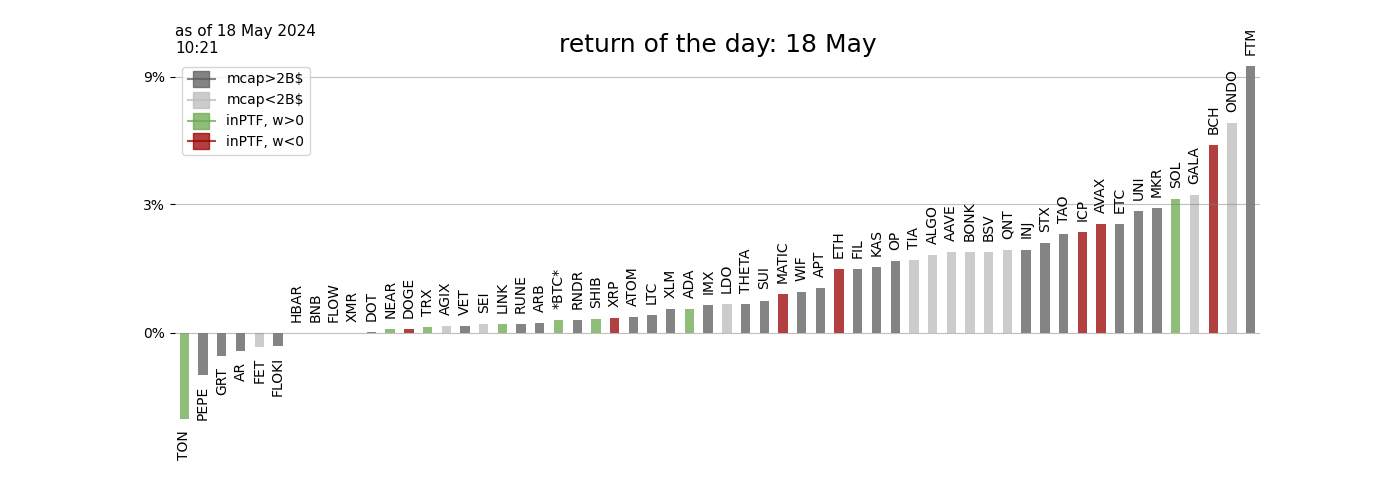 as of 18 May 2024
10:21
return of the day: 18 May
mcap>2B$
mcap<2B$
inPTF, w>0
inPTF, w<0
9%
3%
0%
TON
PEPE
GRT
AR
FET
FLOKI
HBAR
BNB
FLOW
XMR
DOT
NEAR
DOGE
TRX
AGIX
VET
SEI
LINK
RUNE
ARB
*BTC*
RNDR
SHIB
XRP
ATOM
LTC
XLM
ADA
IMX
LDO
THETA
SUI
MATIC
WIF
APT
ETH
FIL
KAS
OP
TIA
ALGO
AAVE
BONK
BSV
QNT
INJ
STX
TAO
ICP
AVAX
ETC
UNI
MKR
SOL
GALA
BCH
ONDO
FTM